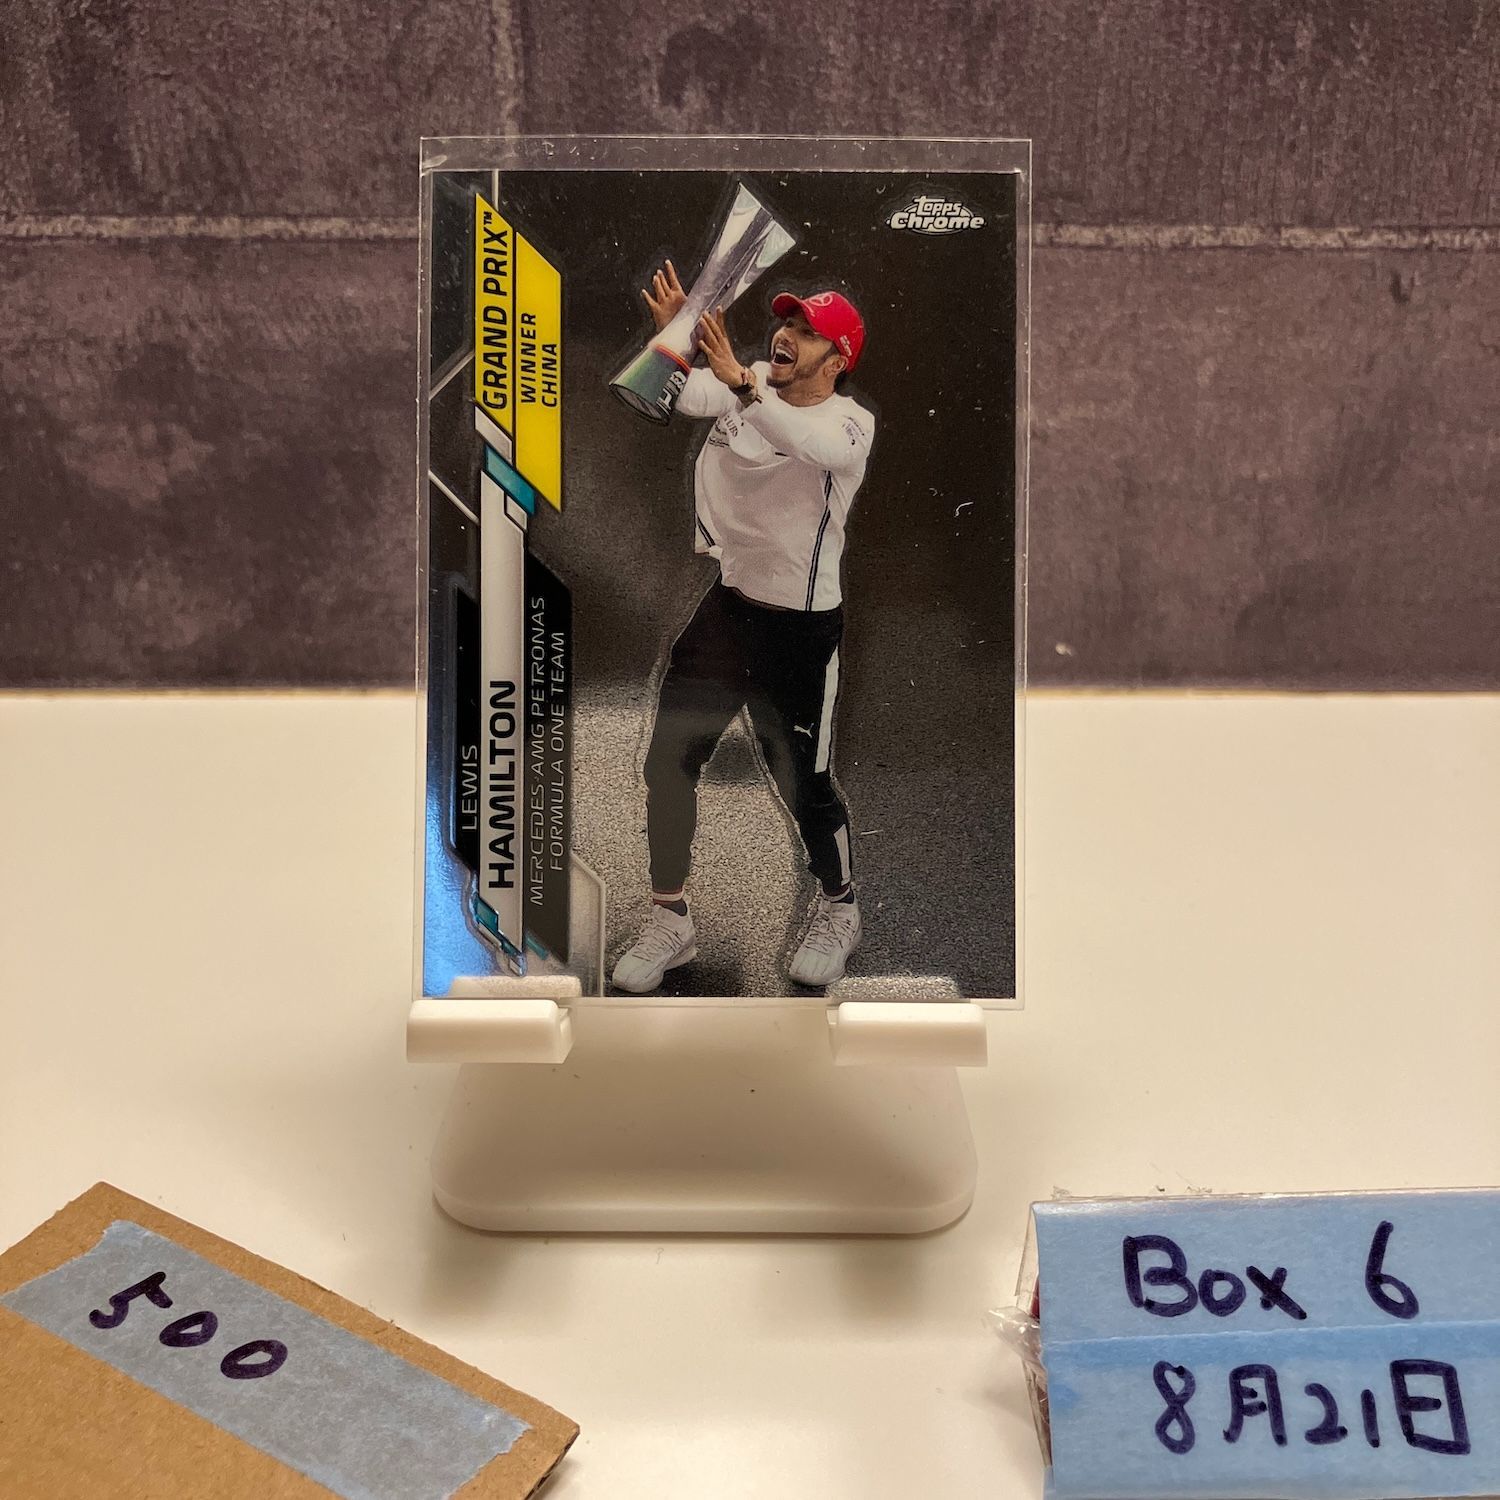 Topps
Chrome
GRAND PRIX™
WINNER
CHINA
LEWIS
HAMILTON
MERCEDES-AMG PETRONAS
FORMULA ONE TEAM
500
Box 6
8月21日